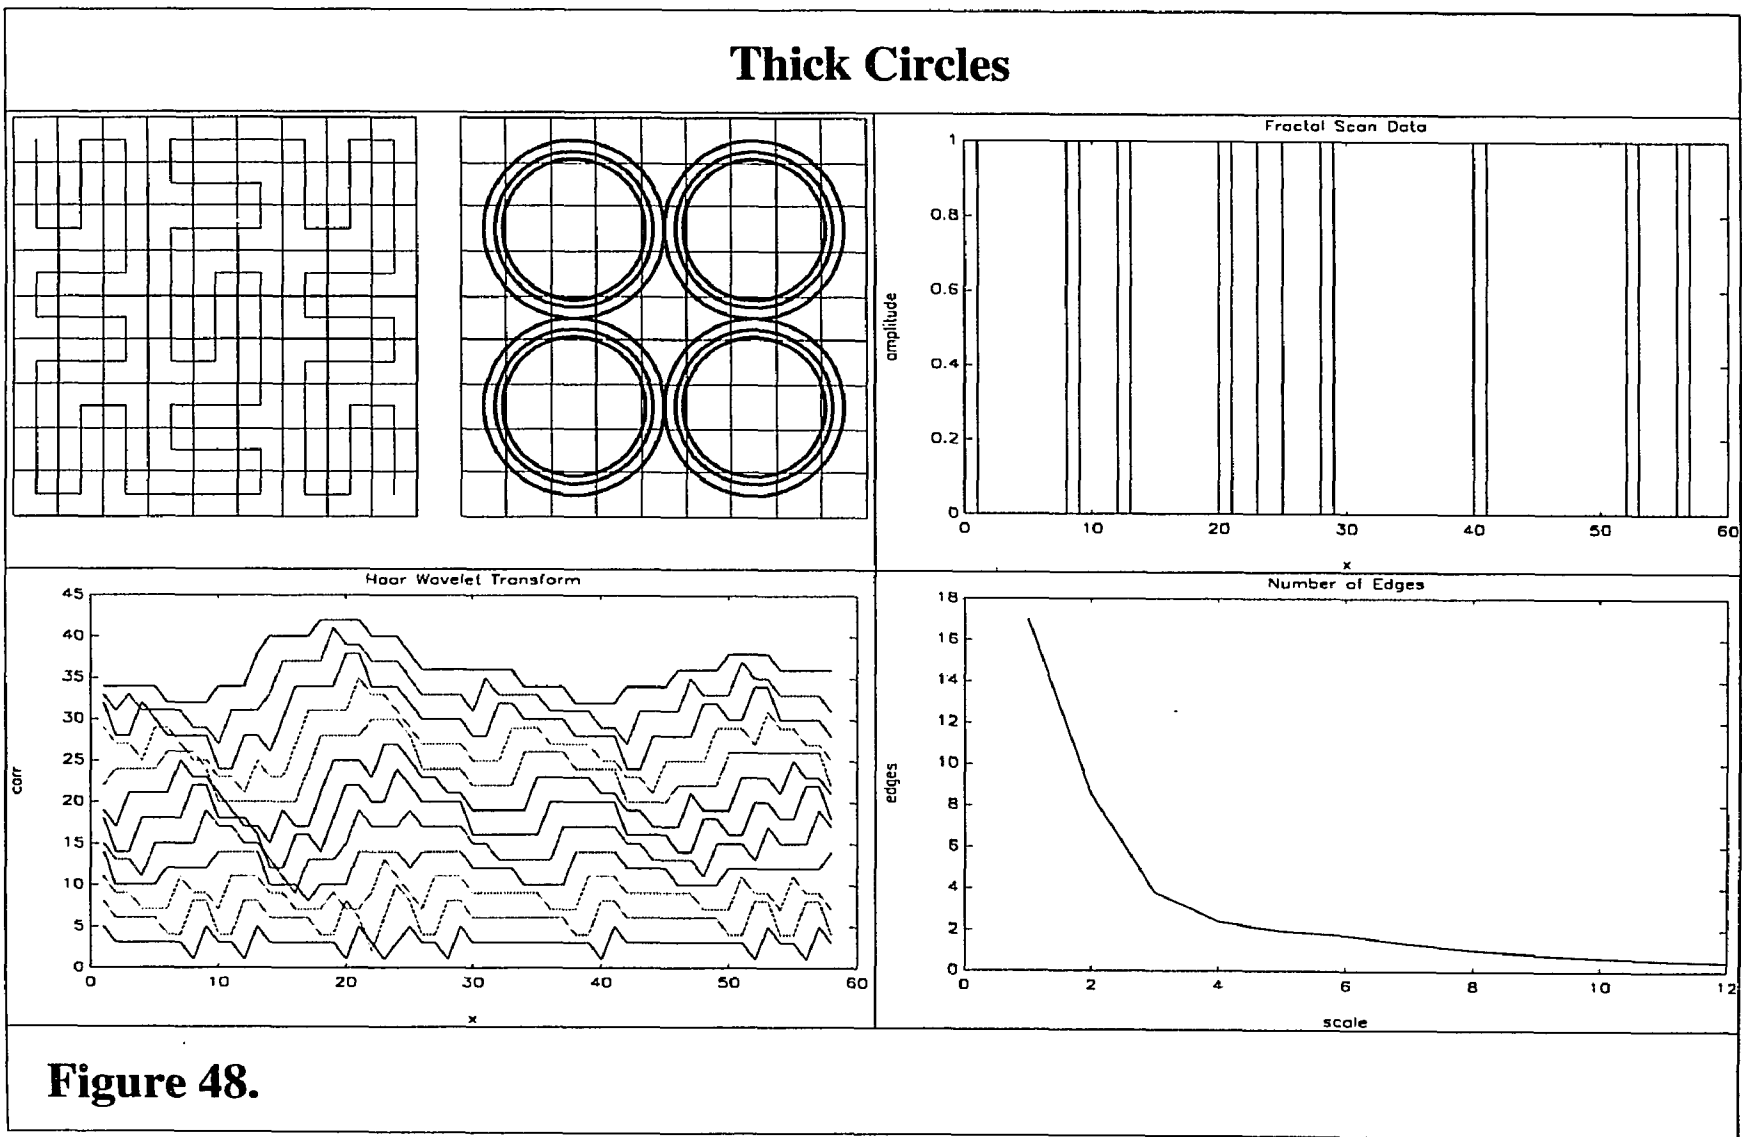 Thick Circles
Fractal Scan Data
1
0.8
0.6
0.4
0.2
0
amplitude
0 10 20 30 40 50 60
x
Haar Wavelet Transform
45
40
35
30
25
20
15
10
5
0
corr
0 10 20 30 40 50 60
x
Number of Edges
18
16
14
12
10
8
6
4
2
0
edges
0 2 4 6 8 10 12
scale
Figure 48.